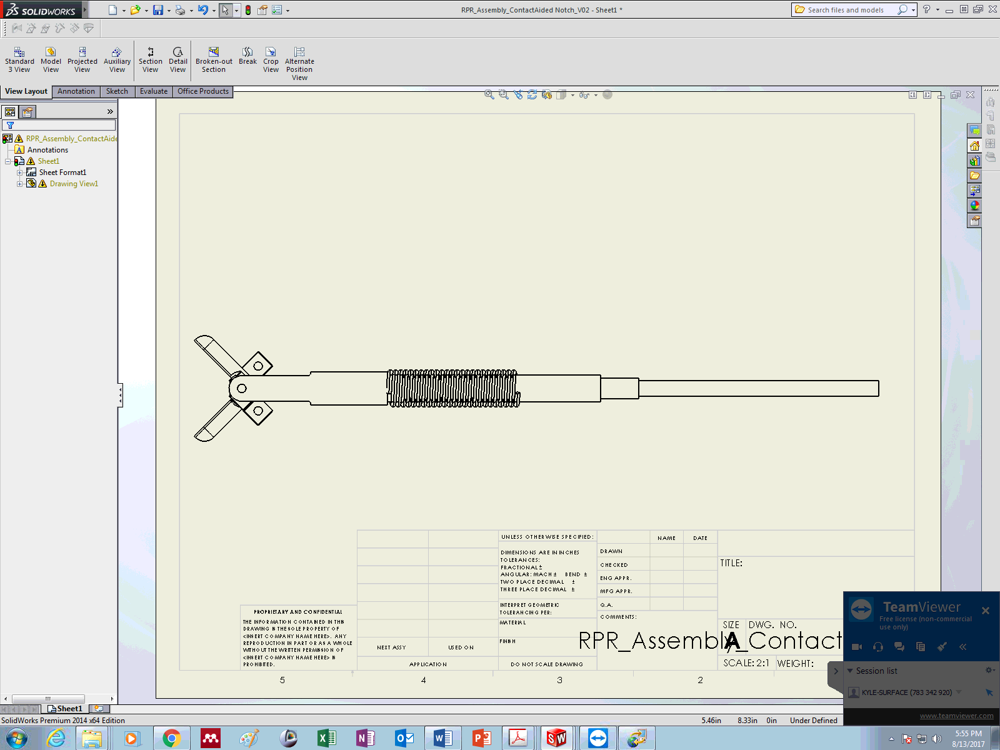 SOLIDWORKS
RPR_Assembly_ContactAided Notch_V02 - Sheet1 *
Search files and models
Standard 3 View
Model View
Projected View
Auxiliary View
Section View
Detail View
Broken-out Section
Break
Crop View
Alternate Position View
View Layout
Annotation
Sketch
Evaluate
Office Products
RPR_Assembly_ContactAide
Annotations
Sheet1
Sheet Format1
Drawing View1
PROPRIETARY AND CONFIDENTIAL
THE INFORMATION CONTAINED IN THIS
DRAWING IS THE SOLE PROPERTY OF
<INSERT COMPANY NAME HERE>. ANY
REPRODUCTION IN PART OR AS A WHOLE
WITHOUT THE WRITTEN PERMISSION OF
<INSERT COMPANY NAME HERE> IS
PROHIBITED.
NEXT ASSY
USED ON
APPLICATION
UNLESS OTHERWISE SPECIFIED:
DIMENSIONS ARE IN INCHES
TOLERANCES:
FRACTIONAL ±
ANGULAR: MACH ± BEND ±
TWO PLACE DECIMAL ±
THREE PLACE DECIMAL ±
INTERPRET GEOMETRIC
TOLERANCING PER:
MATERIAL
FINISH
DO NOT SCALE DRAWING
NAME
DATE
DRAWN
CHECKED
ENG APPR.
MFG APPR.
Q.A.
COMMENTS:
TITLE:
SIZE
DWG. NO.
A
RPR_Assembly_Contact
SCALE: 2:1
WEIGHT:
5
4
3
2
TeamViewer
Free license (non-commercial
use only)
Session list
KYLE-SURFACE (783 342 920)
www.teamviewer.com
Sheet1
SolidWorks Premium 2014 x64 Edition
5.46in
8.33in
0in
Under Defined
5:55 PM
8/13/2017